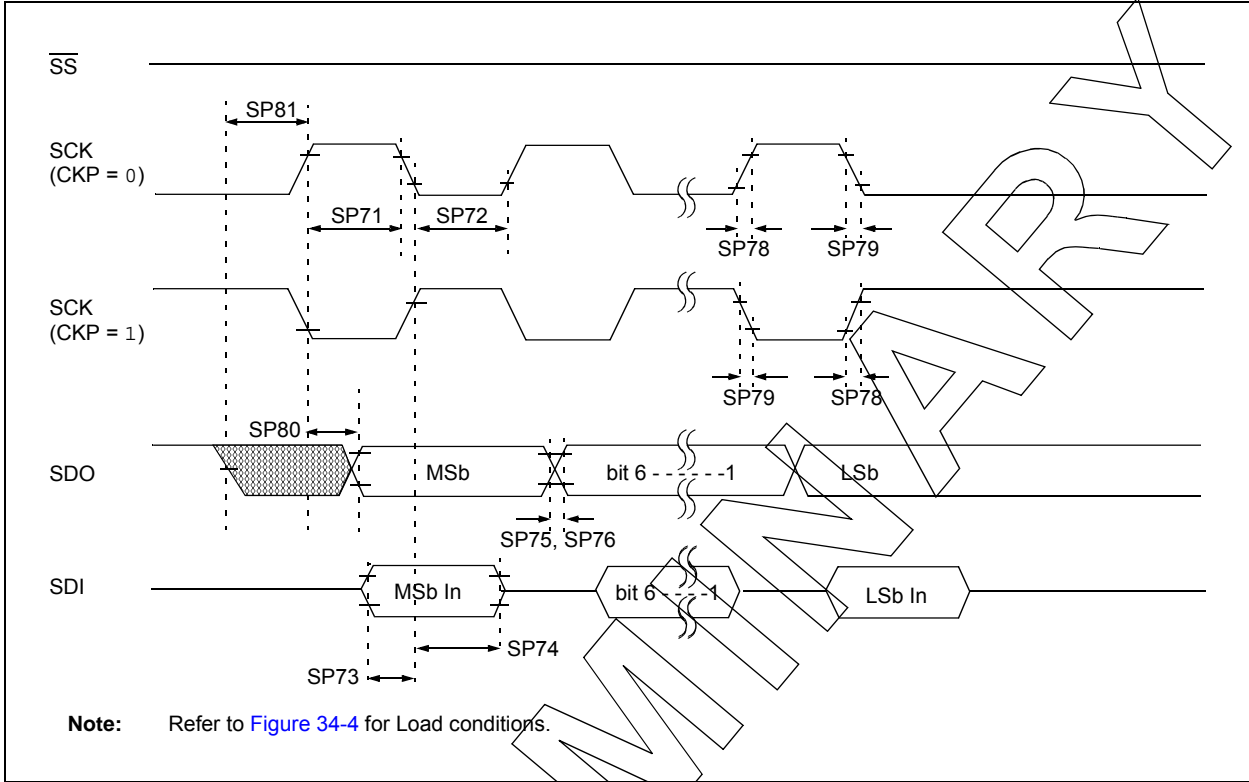 SS
SP81
SCK
(CKP = 0)
SP71
SP72
SP78
SP79
SCK
(CKP = 1)
SP79
SP78
SP80
SDO
MSb
bit 6 - - - - - -1
LSb
SP75, SP76
SDI
MSb In
bit 6 - - - - -1
LSb In
SP74
SP73
Note: Refer to Figure 34-4 for Load conditions.
MINARY